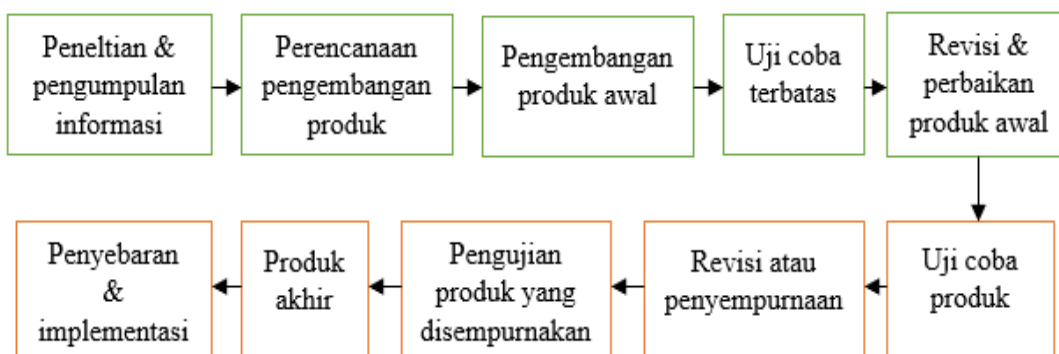 Peneltian &
pengumpulan
informasi
Perencanaan
pengembangan
produk
Pengembangan
produk awal
Uji coba
terbatas
Revisi &
perbaikan
produk awal
Uji coba
produk
Revisi atau
penyempurnaan
Pengujian
produk yang
disempurnakan
Produk
akhir
Penyebaran
&
implementasi